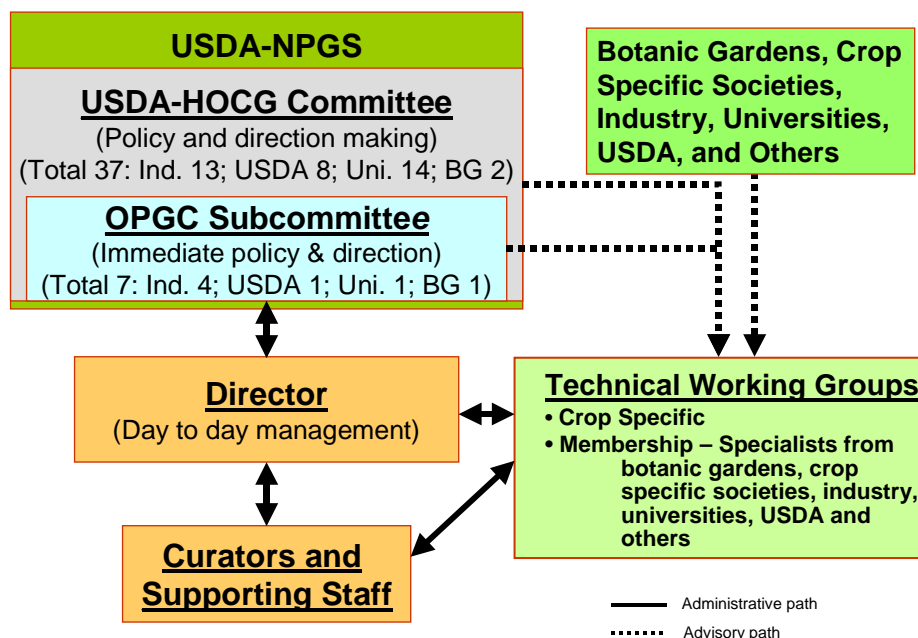 USDA-NPGS
USDA-HOCG Committee
(Policy and direction making)
(Total 37: Ind. 13; USDA 8; Uni. 14; BG 2)
OPGC Subcommittee
(Immediate policy & direction)
(Total 7: Ind. 4; USDA 1; Uni. 1; BG 1)
Botanic Gardens, Crop
Specific Societies,
Industry, Universities,
USDA, and Others
Director
(Day to day management)
Technical Working Groups
• Crop Specific
• Membership – Specialists from
botanic gardens, crop
specific societies, industry,
universities, USDA and
others
Curators and
Supporting Staff
Administrative path
Advisory path